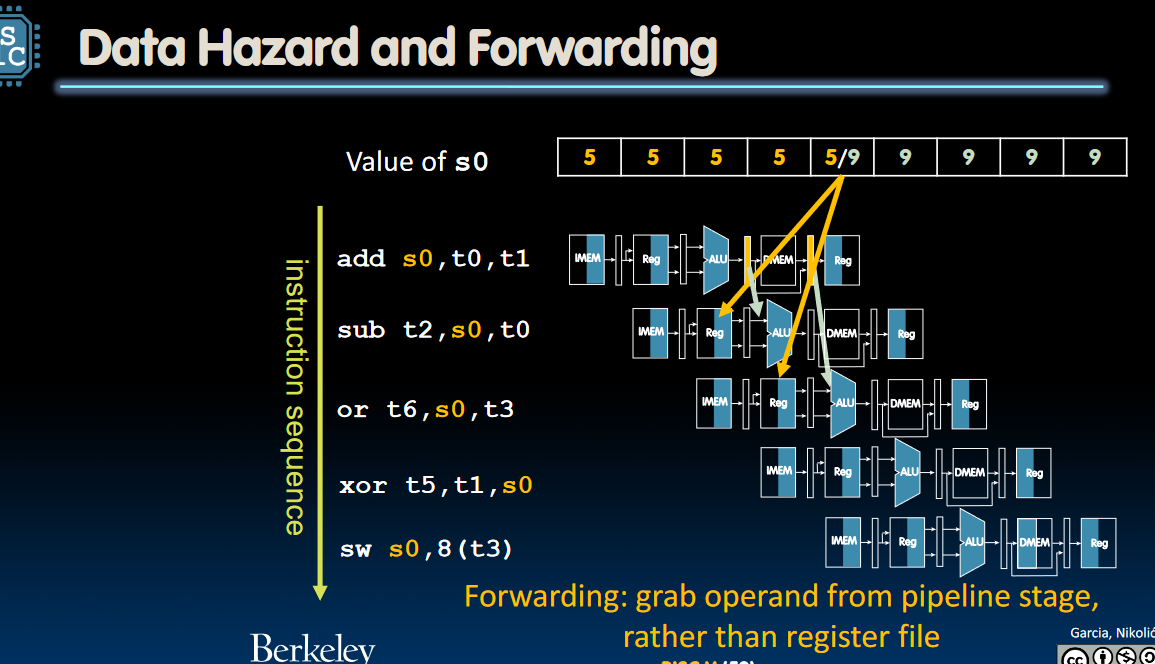 S
IC
Data Hazard and Forwarding
Value of s0
5 5 5 5 5/9 9 9 9 9
instruction sequence
add s0,t0,t1
IMEM Reg ALU DMEM Reg
sub t2,s0,t0
IMEM Reg ALU DMEM Reg
or t6,s0,t3
IMEM Reg ALU DMEM Reg
xor t5,t1,s0
IMEM Reg ALU DMEM Reg
sw s0,8(t3)
IMEM Reg ALU DMEM Reg
Forwarding: grab operand from pipeline stage,
rather than register file
Berkeley
Garcia, Nikolić
cc